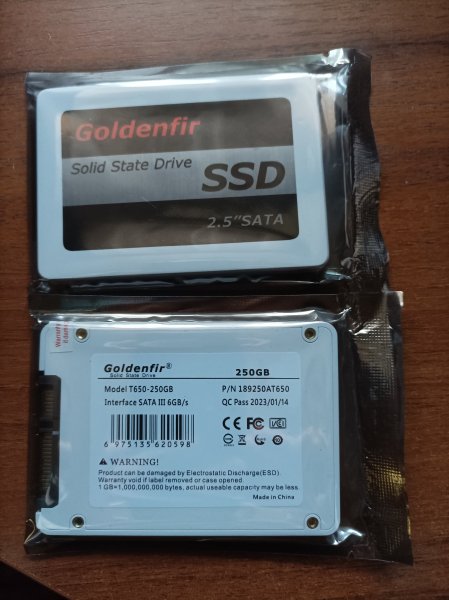 Goldenfir
Solid State Drive
SSD
2.5"SATA
Warranty
Goldenfir®
Solid State Drive
250GB
Model T650-250GB
P/N 189250AT650
Interface SATA III 6GB/s
QC Pass 2023/01/14
6 975135 620598
WARNING!
Product can be damaged by Electrostatic Discharge(ESD).
Warranty void if label removed or case opened.
1 GB=1,000,000,000 bytes, actual useable capacity may be less.
Made in China